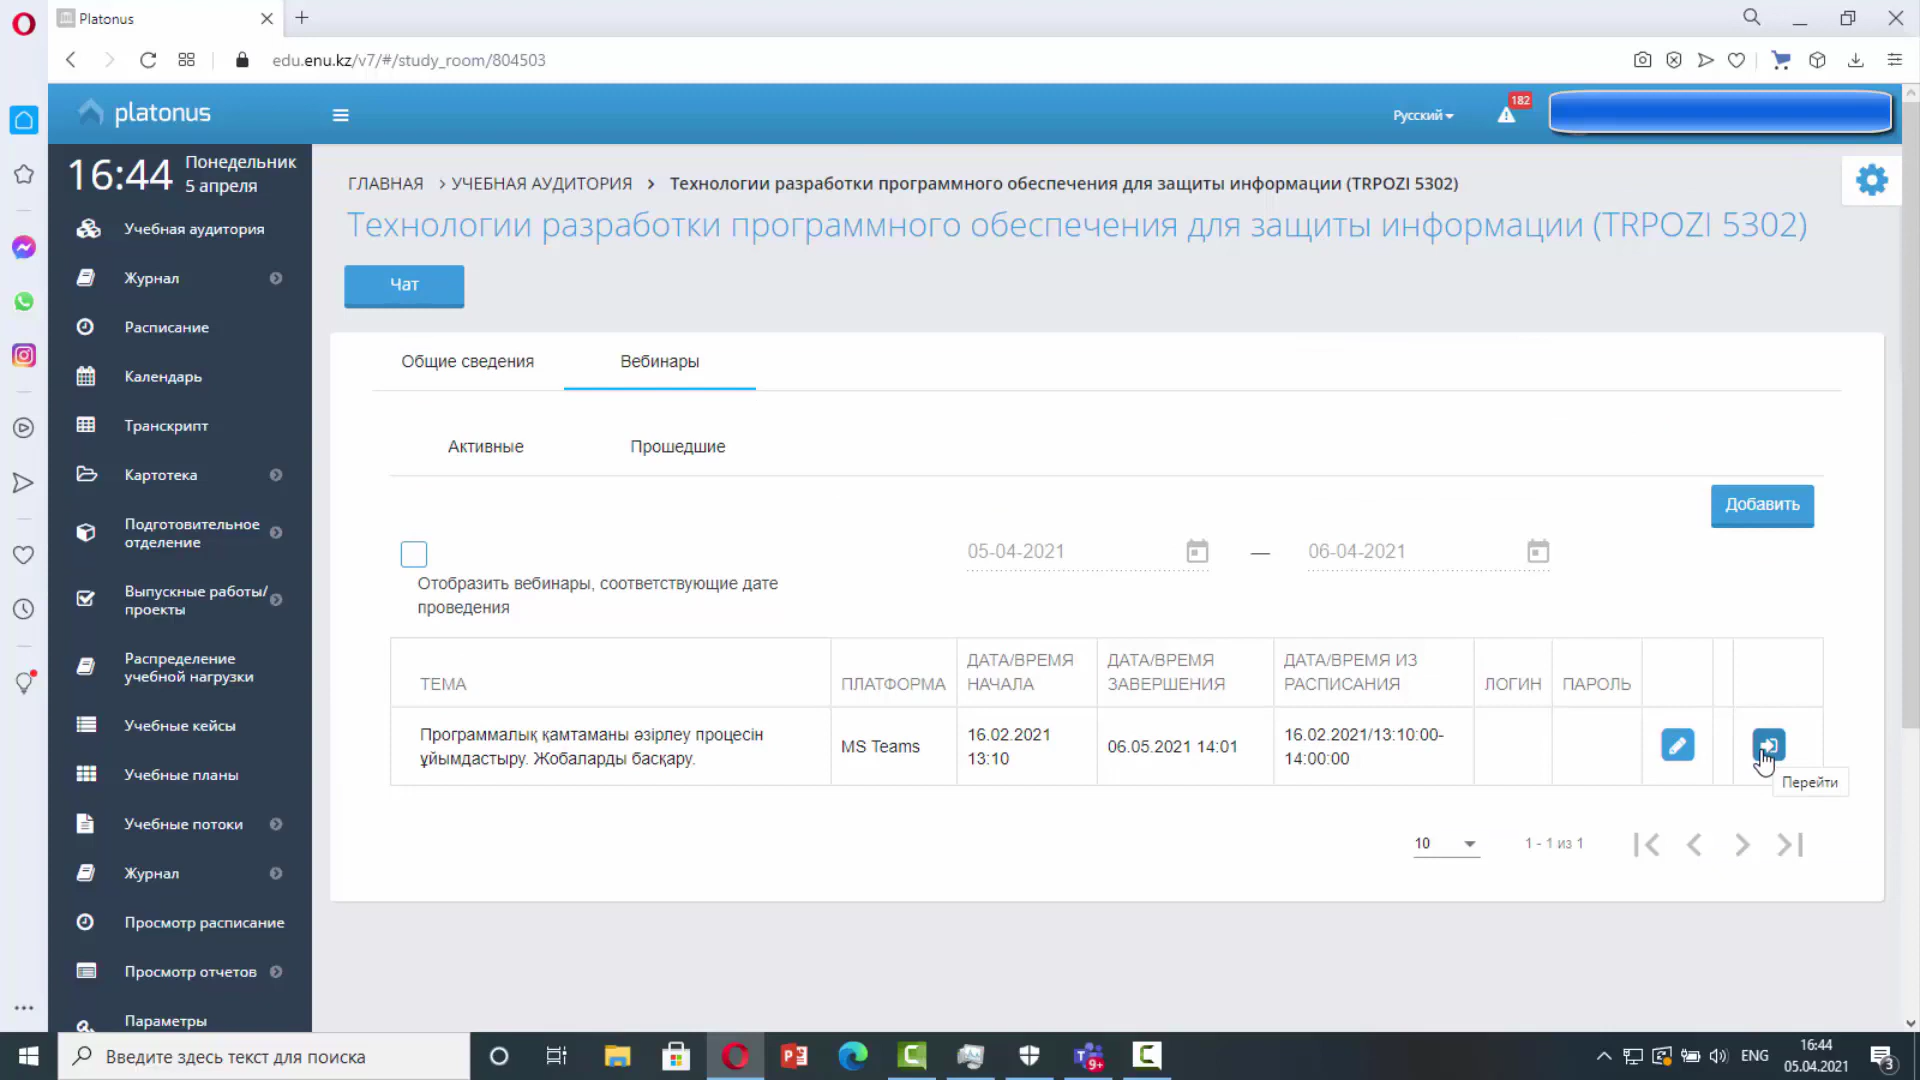 Platonus
edu.enu.kz/v7/#/study_room/804503
platonus
Русский
182
16:44
Понедельник
5 апреля
Учебная аудитория
Журнал
Расписание
Календарь
Транскрипт
Картотека
Подготовительное
отделение
Выпускные работы/
проекты
Распределение
учебной нагрузки
Учебные кейсы
Учебные планы
Учебные потоки
Журнал
Просмотр расписание
Просмотр отчетов
Параметры
ГЛАВНАЯ > УЧЕБНАЯ АУДИТОРИЯ > Технологии разработки программного обеспечения для защиты информации (TRPOZI 5302)
Технологии разработки программного обеспечения для защиты информации (TRPOZI 5302)
Чат
Общие сведения
Вебинары
Активные
Прошедшие
Добавить
05-04-2021 — 06-04-2021
Отобразить вебинары, соответствующие дате
проведения
ТЕМА
ПЛАТФОРМА
ДАТА/ВРЕМЯ
НАЧАЛА
ДАТА/ВРЕМЯ
ЗАВЕРШЕНИЯ
ДАТА/ВРЕМЯ ИЗ
РАСПИСАНИЯ
ЛОГИН
ПАРОЛЬ
Программалық қамтаманы әзірлеу процесін
ұйымдастыру. Жобаларды басқару.
MS Teams
16.02.2021
13:10
06.05.2021 14:01
16.02.2021/13:10:00-
14:00:00
Перейти
10
1 - 1 из 1
Введите здесь текст для поиска
9+
ENG
16:44
05.04.2021
3